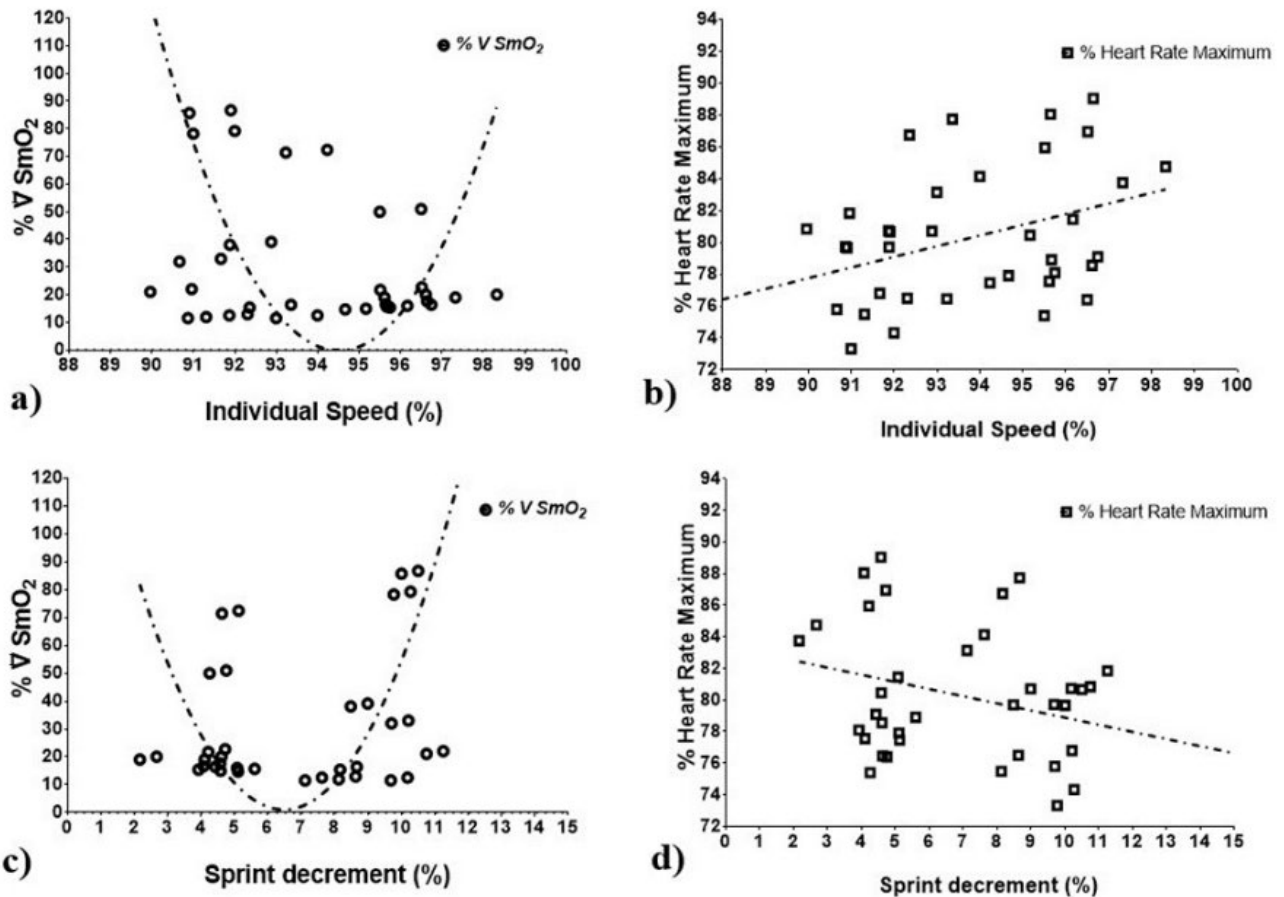 120
110
100
90
80
70
60
50
40
30
20
10
0
% ∇ SmO₂
% ∇ SmO₂
88 89 90 91 92 93 94 95 96 97 98 99 100
a)
Individual Speed (%)
94
92
90
88
86
84
82
80
78
76
74
72
% Heart Rate Maximum
% Heart Rate Maximum
88 89 90 91 92 93 94 95 96 97 98 99 100
b)
Individual Speed (%)
120
110
100
90
80
70
60
50
40
30
20
10
0
% ∇ SmO₂
% ∇ SmO₂
0 1 2 3 4 5 6 7 8 9 10 11 12 13 14 15
c)
Sprint decrement (%)
94
92
90
88
86
84
82
80
78
76
74
72
% Heart Rate Maximum
% Heart Rate Maximum
0 1 2 3 4 5 6 7 8 9 10 11 12 13 14 15
d)
Sprint decrement (%)